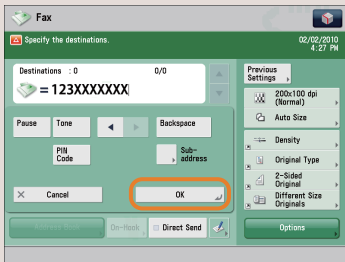 Fax
Specify the destinations.
02/02/2010
4:27 PM
Destinations : 0
0/0
= 123XXXXXXX
Previous
Settings
200x100 dpi
(Normal)
Auto Size
Pause
Tone
Backspace
PIN
Code
Sub-
address
Density
Original Type
2-Sided
Original
Different Size
Originals
Cancel
OK
Address Book
On-Hook
Direct Send
Options